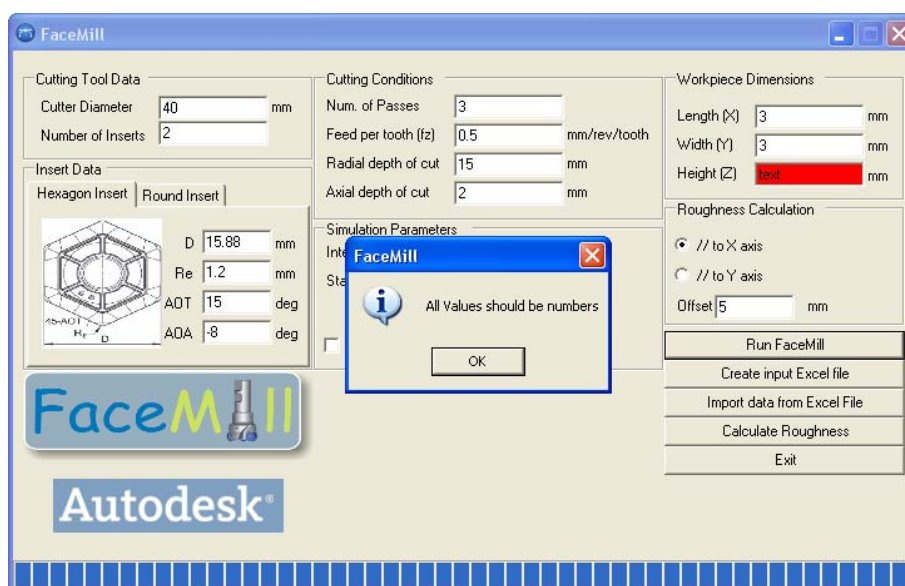 FaceMill
Cutting Tool Data
Cutter Diameter 40 mm
Number of Inserts 2
Insert Data
Hexagon Insert Round Insert
D 15.88 mm
Re 1.2 mm
AOT 15 deg
AOA -8 deg
45-AOT
D
Cutting Conditions
Num. of Passes 3
Feed per tooth (fz) 0.5 mm/rev/tooth
Radial depth of cut 15 mm
Axial depth of cut 2 mm
Simulation Parameters
FaceMill
All Values should be numbers
OK
Workpiece Dimensions
Length (X) 3 mm
Width (Y) 3 mm
Height (Z) text mm
Roughness Calculation
// to X axis
// to Y axis
Offset 5 mm
Run FaceMill
Create input Excel file
Import data from Excel File
Calculate Roughness
Exit
FaceMill
Autodesk®